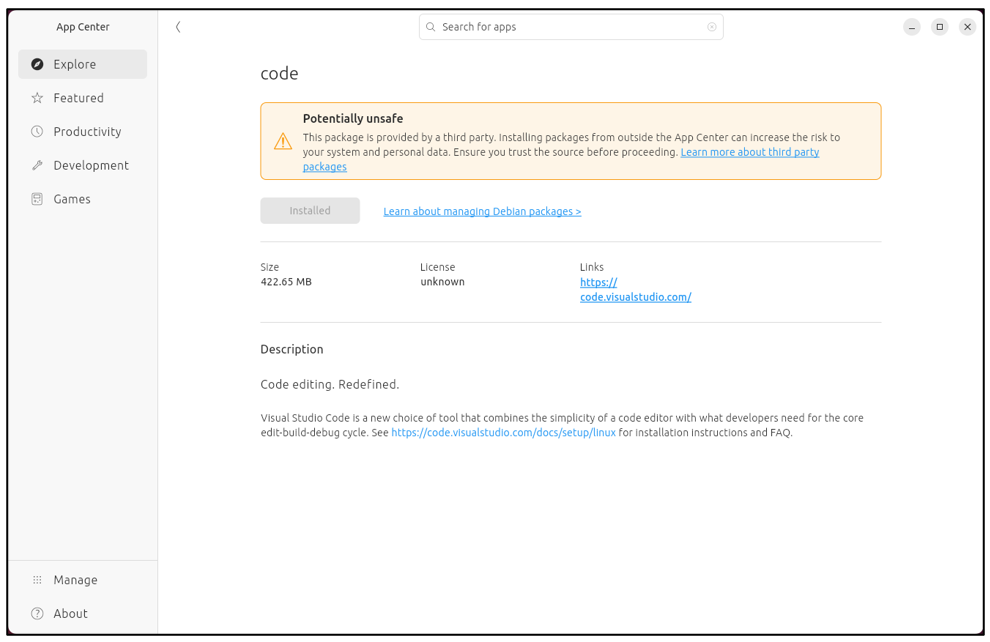 App Center
Search for apps
Explore
Featured
Productivity
Development
Games
Manage
About
code
Potentially unsafe
This package is provided by a third party. Installing packages from outside the App Center can increase the risk to
your system and personal data. Ensure you trust the source before proceeding. Learn more about third party
packages
Installed
Learn about managing Debian packages >
Size
422.65 MB
License
unknown
Links
https://
code.visualstudio.com/
Description
Code editing. Redefined.
Visual Studio Code is a new choice of tool that combines the simplicity of a code editor with what developers need for the core
edit-build-debug cycle. See https://code.visualstudio.com/docs/setup/linux for installation instructions and FAQ.